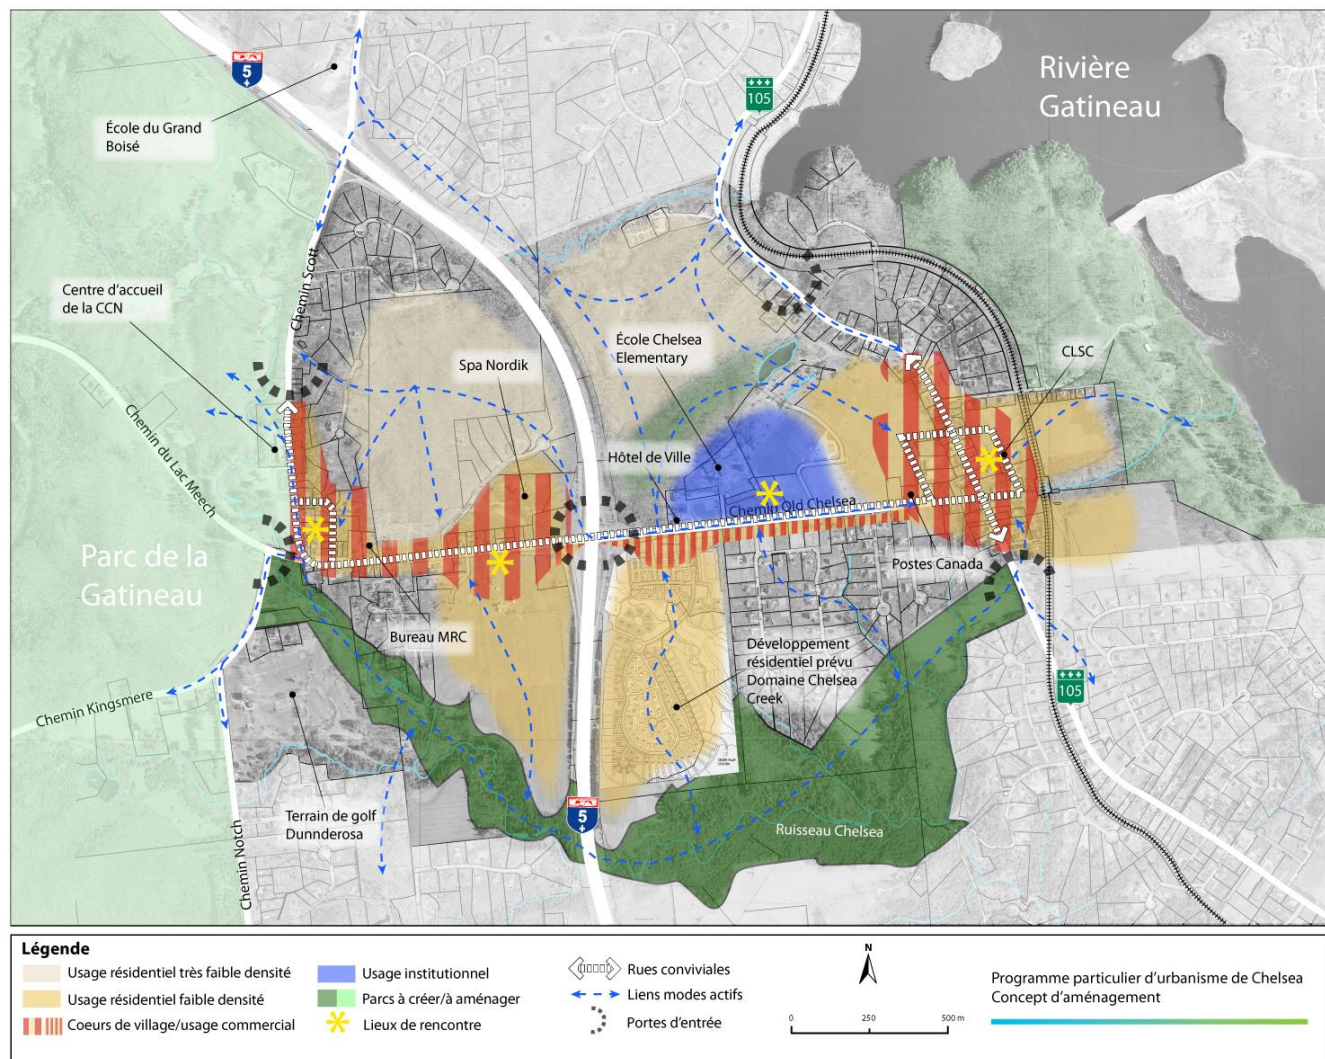 5
105
Rivière
Gatineau
École du Grand
Boisé
Chemin Scott
Centre d'accueil
de la CCN
Spa Nordik
École Chelsea
Elementary
CLSC
Chemin du Lac Meech
Hôtel de Ville
Chemin Old Chelsea
Parc de la
Gatineau
Postes Canada
Bureau MRC
Développement
résidentiel prévu
Domaine Chelsea
Creek
105
Chemin Kingsmere
5
Terrain de golf
Dunnderosa
Ruisseau Chelsea
Chemin Notch
Légende
Usage résidentiel très faible densité
Usage résidentiel faible densité
Coeurs de village/usage commercial
Usage institutionnel
Parcs à créer/à aménager
Lieux de rencontre
Rues conviviales
Liens modes actifs
Portes d'entrée
N
0 250 500 m
Programme particulier d'urbanisme de Chelsea
Concept d'aménagement